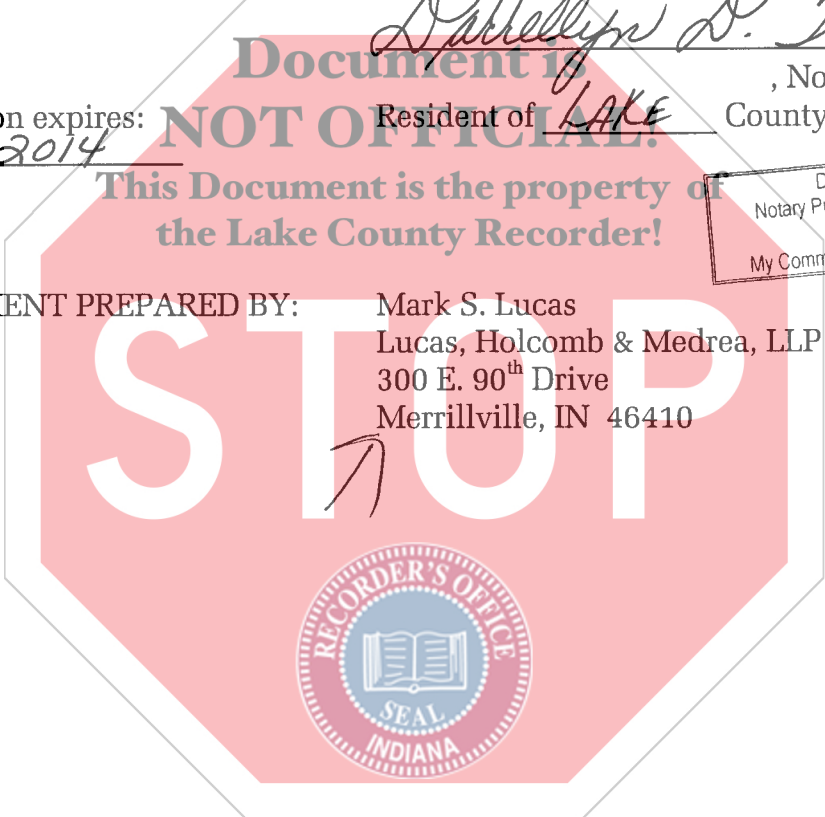 Darrellyn D.
Document is
, No
on expires:
NOT OFFICIAL!
Resident of LAKE County
2014
This Document is the property of
the Lake County Recorder!
D
Notary Pu
My Comm
ENT PREPARED BY:
Mark S. Lucas
Lucas, Holcomb & Medrea, LLP
300 E. 90th Drive
Merrillville, IN 46410
STOP
RECORDER'S OFFICE
SEAL
INDIANA